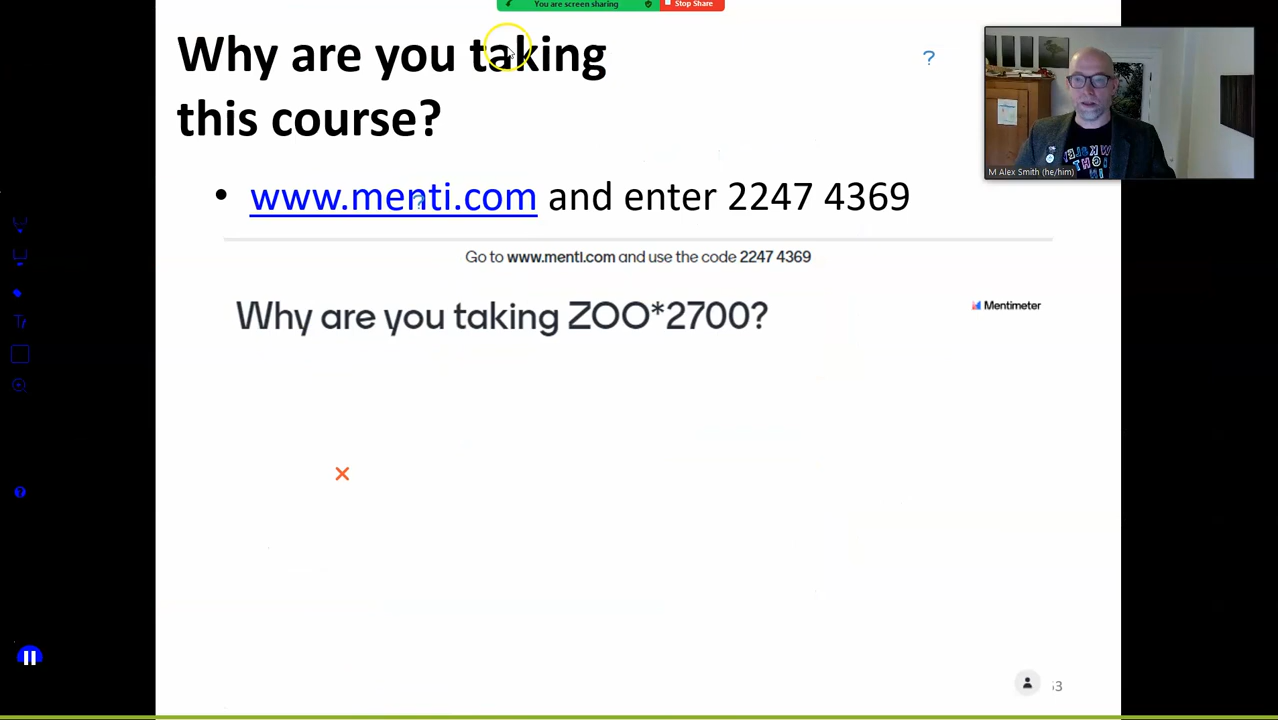 You are screen sharing
Stop Share
Why are you taking
this course?
?
M Alex Smith (he/him)
• www.menti.com and enter 2247 4369
Go to www.menti.com and use the code 2247 4369
Why are you taking ZOO*2700?
Mentimeter